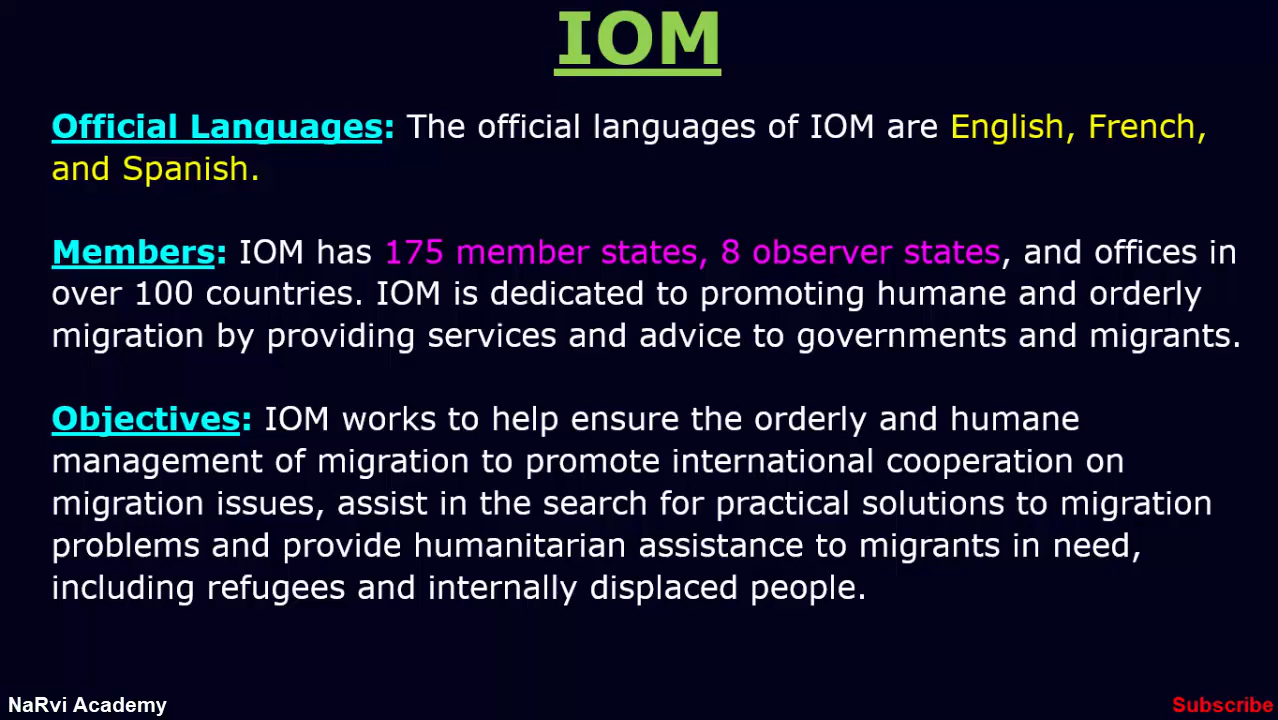 IOM
Official Languages: The official languages of IOM are English, French,
and Spanish.
Members: IOM has 175 member states, 8 observer states, and offices in
over 100 countries. IOM is dedicated to promoting humane and orderly
migration by providing services and advice to governments and migrants.
Objectives: IOM works to help ensure the orderly and humane
management of migration to promote international cooperation on
migration issues, assist in the search for practical solutions to migration
problems and provide humanitarian assistance to migrants in need,
including refugees and internally displaced people.
NaRvi Academy
Subscribe